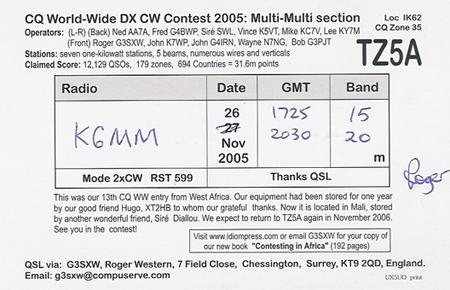 CQ World-Wide DX CW Contest 2005: Multi-Multi section
Loc IK62
CQ Zone 35
Operators: (L-R) (Back) Ned AA7A, Fred G4BWP, Siré SWL, Vince K5VT, Mike KC7V, Lee KY7M
(Front) Roger G3SXW, John K7WP, John G4IRN, Wayne N7NG, Bob G3PJT
Stations: seven one-kilowatt stations, 5 beams, numerous vertical antennas
Claimed Score: 12,129 QSOs, 179 zones, 694 Countries = 31.6m points
TZ5A
Radio Date GMT Band
K6MM 26 1725 15
27 2030 20
Nov
2005 m
Mode 2xCW RST 599 Thanks QSL
Roger
This was our 13th CQ WW entry from West Africa. Our equipment had been stored for one year
by our good friend Hugo, XT2HB to whom our grateful thanks. Now it is located in Mali, stored
by another wonderful friend, Siré Diallou. We expect to return to TZ5A again in November 2006.
See you in the contest!
Visit www.idiompress.com or email G3SXW for your copy of
our new book "Contesting in Africa" (192 pages)
QSL via: G3SXW, Roger Western, 7 Field Close, Chessington, Surrey, KT9 2QD, England.
Email: g3sxw@compuserve.com
UX5UO print